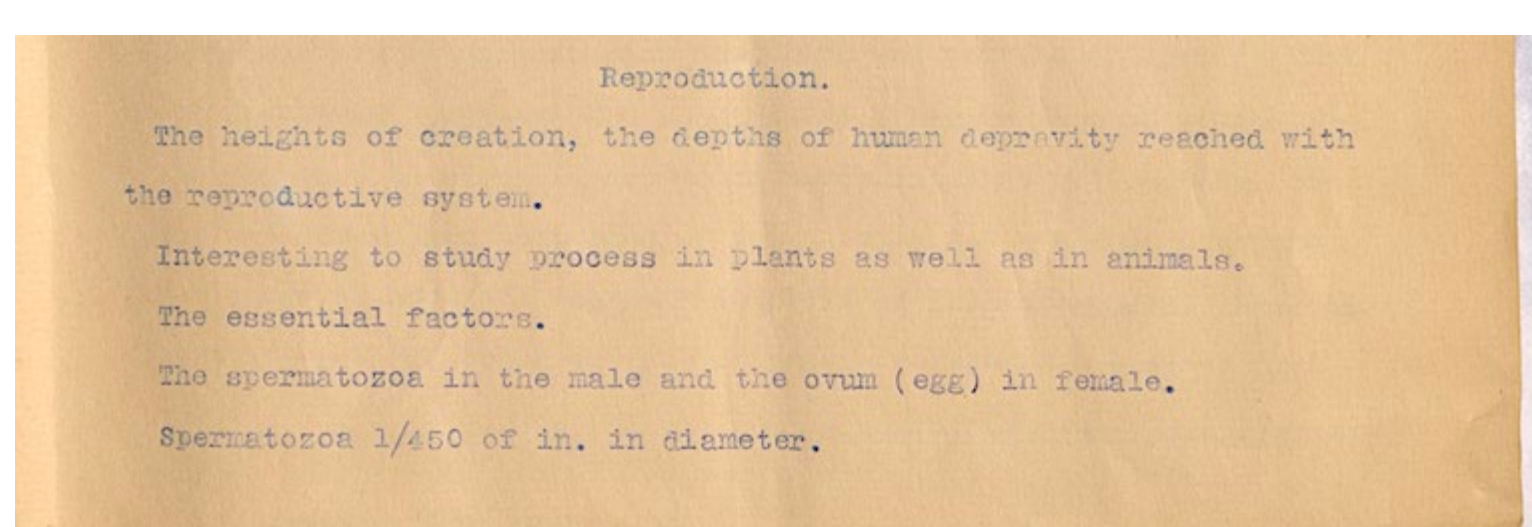 Reproduction.
The heights of creation, the depths of human depravity reached with
the reproductive system.
Interesting to study process in plants as well as in animals.
The essential factors.
The spermatozoa in the male and the ovum (egg) in female.
Spermatozoa 1/450 of in. in diameter.